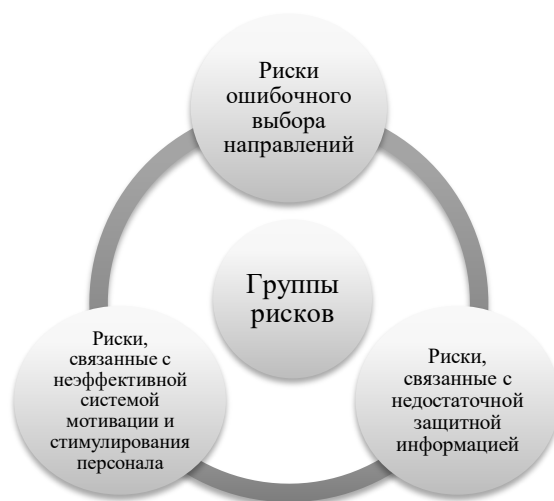 Риски
ошибочного
выбора
направлений
Группы
рисков
Риски,
связанные с
неэффективной
системой
мотивации и
стимулирования
персонала
Риски,
связанные с
недостаточной
защитной
информацией